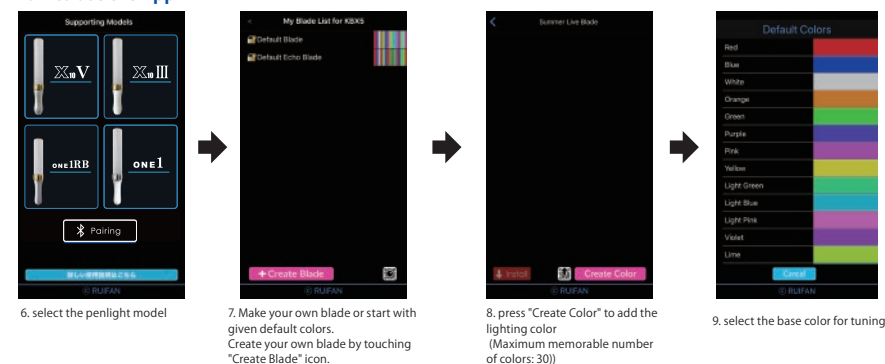 Supporting Models
X10 V
X10 III
ONE1RB
ONE1
Pairing
詳しい使用説明はこちら
© RUIFAN
6. select the penlight model
My Blade List for KBX5
Default Blade
Default Echo Blade
+ Create Blade
© RUIFAN
7. Make your own blade or start with
given default colors.
Create your own blade by touching
"Create Blade" icon.
Summer Live Blade
Install
Create Color
© RUIFAN
8. press "Create Color" to add the
lighting color
(Maximum memorable number
of colors: 30))
Default Colors
Red
Blue
White
Orange
Green
Purple
Pink
Yellow
Light Green
Light Blue
Light Pink
Violet
Lime
Cancel
© RUIFAN
9. select the base color for tuning